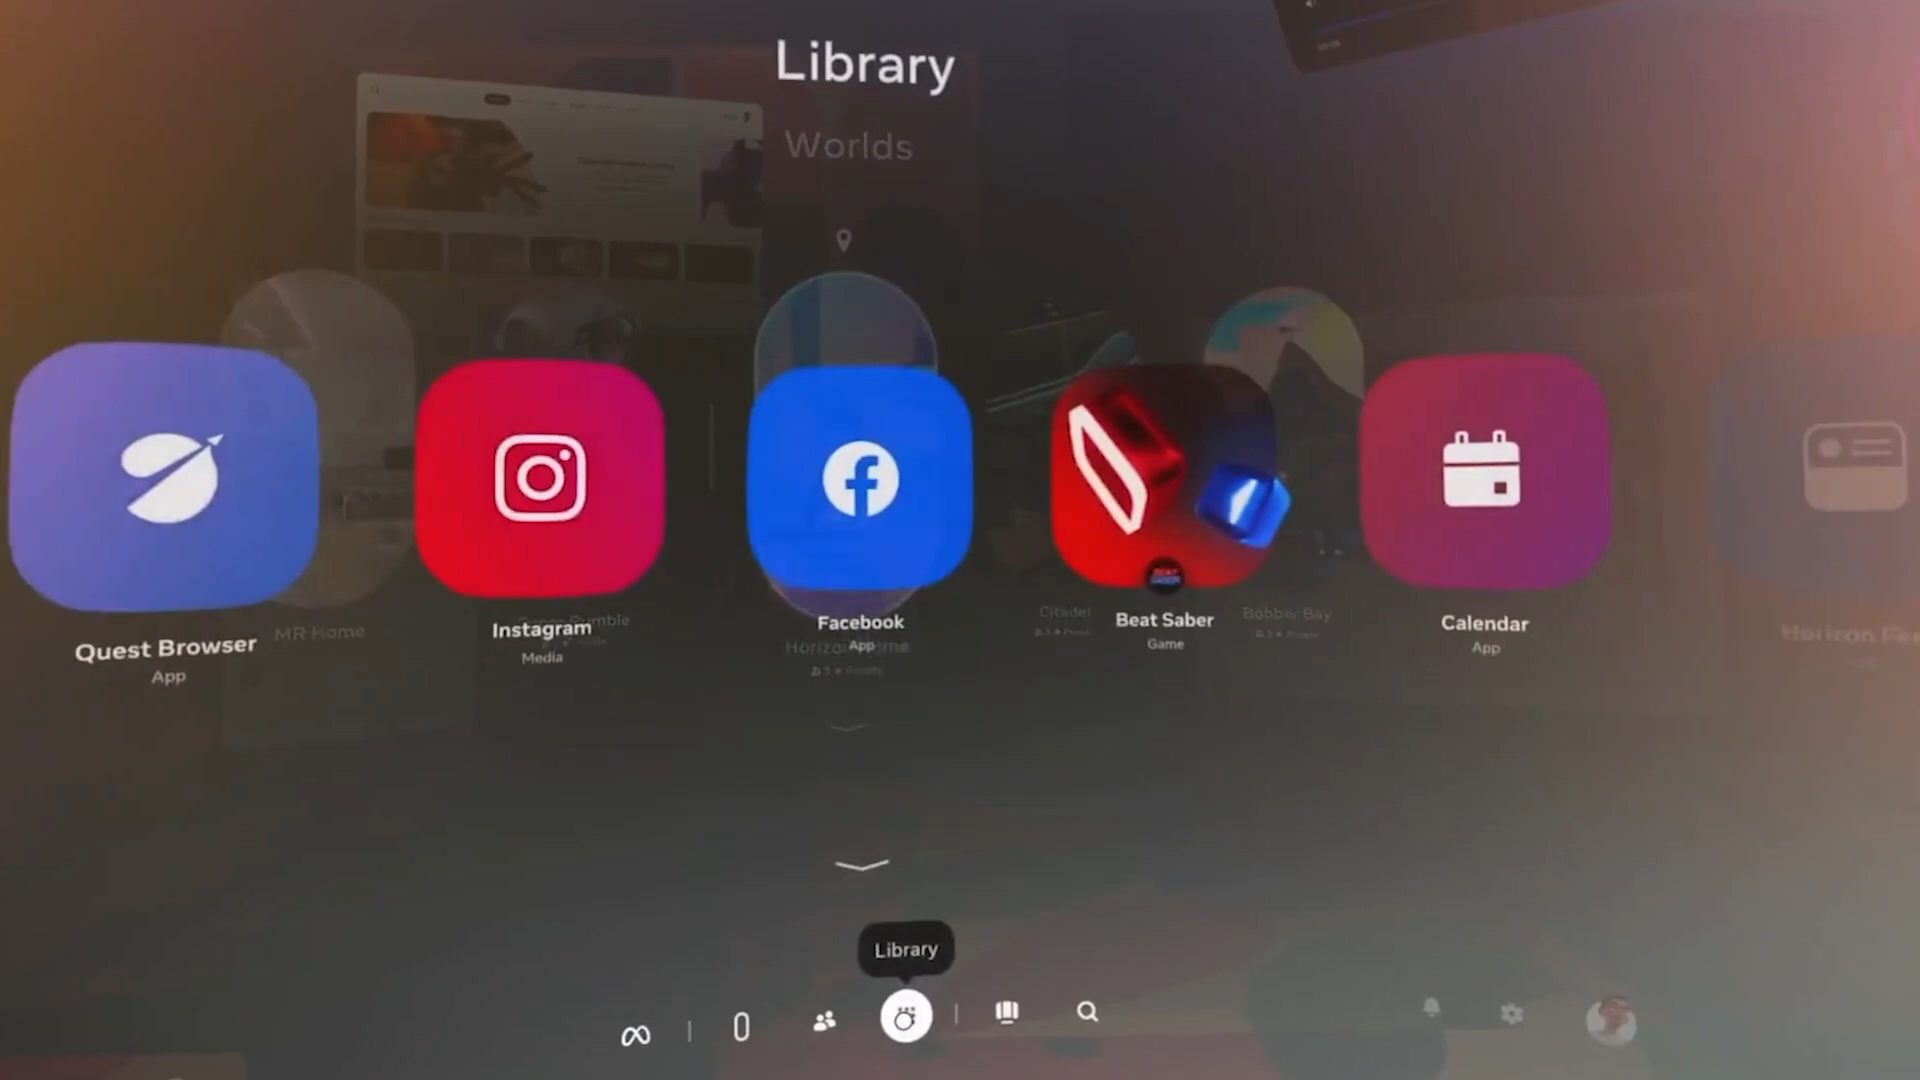 Library
Worlds
Quest Browser
App
MR Home
Instagram
Media
Facebook
App
Citadel
Beat Saber
Game
Bobber Bay
Calendar
App
Horizon
Library